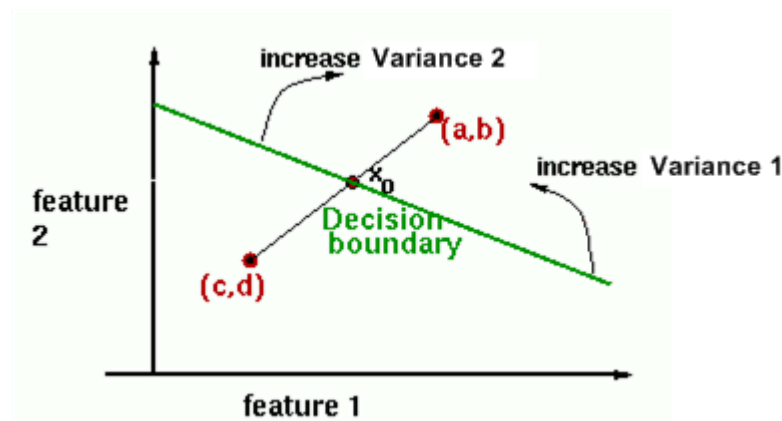 increase Variance 2
(a,b)
increase Variance 1
x0
feature
2
Decision
boundary
(c,d)
feature 1